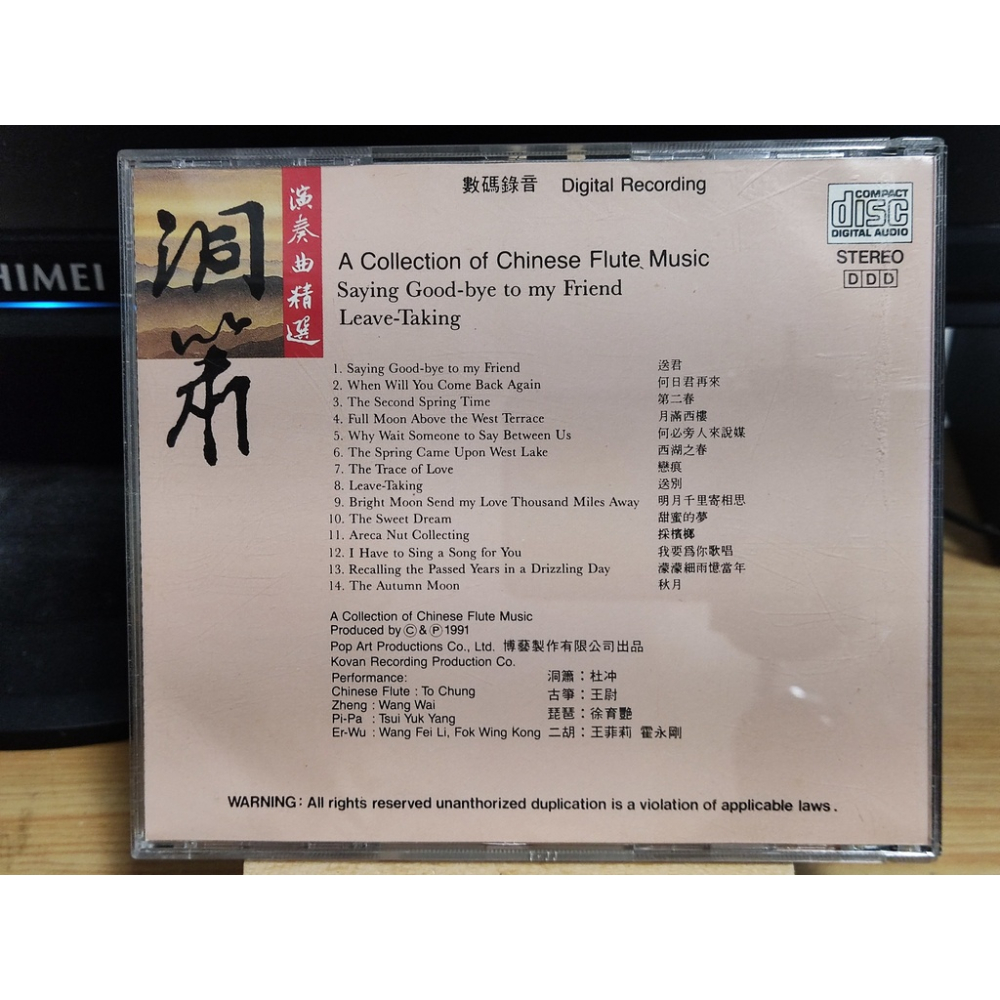 HIMEI
洞簫
演奏曲精選
數碼錄音 Digital Recording
COMPACT
disc
DIGITAL AUDIO
STEREO
DDD
A Collection of Chinese Flute Music
Saying Good-bye to my Friend
Leave-Taking
1. Saying Good-bye to my Friend 送君
2. When Will You Come Back Again 何日君再來
3. The Second Spring Time 第二春
4. Full Moon Above the West Terrace 月滿西樓
5. Why Wait Someone to Say Between Us 何必旁人來說媒
6. The Spring Came Upon West Lake 西湖之春
7. The Trace of Love 戀痕
8. Leave-Taking 送別
9. Bright Moon Send my Love Thousand Miles Away 明月千里寄相思
10. The Sweet Dream 甜蜜的夢
11. Areca Nut Collecting 採檳榔
12. I Have to Sing a Song for You 我要爲你歌唱
13. Recalling the Passed Years in a Drizzling Day 濛濛細雨憶當年
14. The Autumn Moon 秋月
A Collection of Chinese Flute Music
Produced by Ⓒ & Ⓟ 1991
Pop Art Productions Co., Ltd. 博藝製作有限公司出品
Kovan Recording Production Co.
Performance: 洞簫：杜冲
Chinese Flute : To Chung 古箏：王尉
Zheng : Wang Wai 琵琶：徐育艷
Pi-Pa : Tsui Yuk Yang
Er-Wu : Wang Fei Li, Fok Wing Kong 二胡：王菲莉 霍永剛
WARNING: All rights reserved unanthorized duplication is a violation of applicable laws.